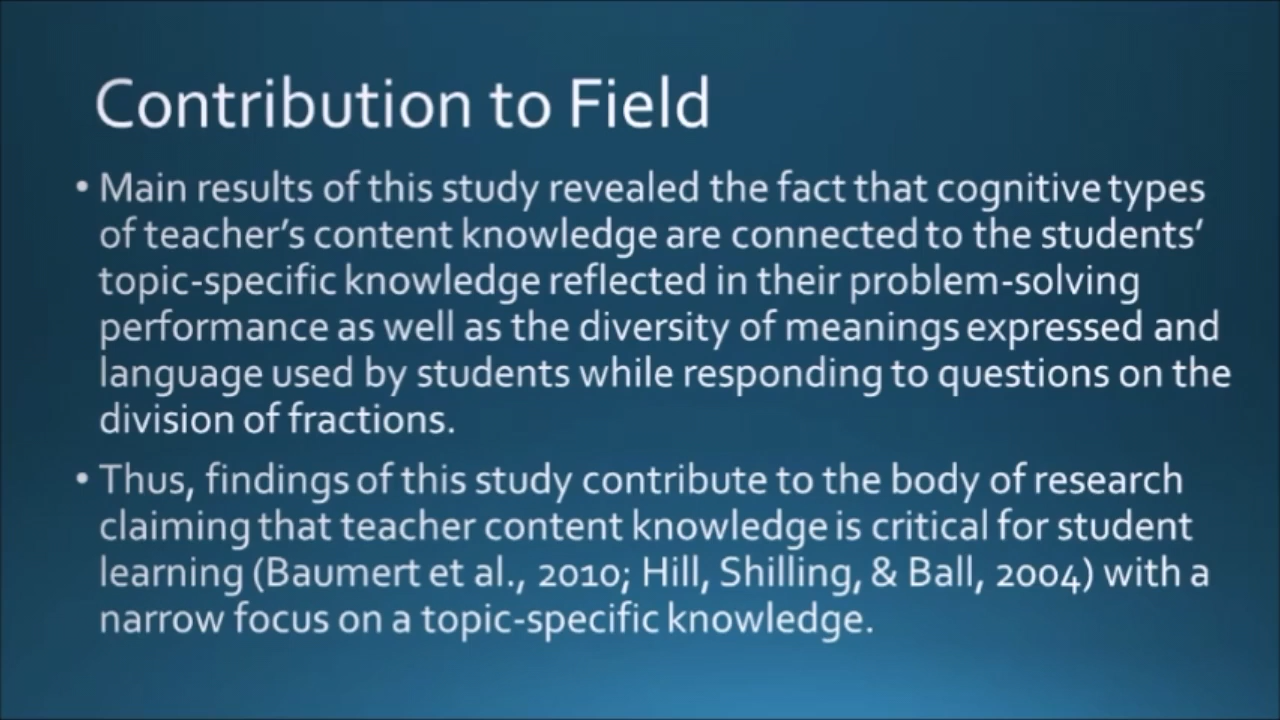 Contribution to Field
• Main results of this study revealed the fact that cognitive types
of teacher’s content knowledge are connected to the students’
topic-specific knowledge reflected in their problem-solving
performance as well as the diversity of meanings expressed and
language used by students while responding to questions on the
division of fractions.
• Thus, findings of this study contribute to the body of research
claiming that teacher content knowledge is critical for student
learning (Baumert et al., 2010; Hill, Shilling, & Ball, 2004) with a
narrow focus on a topic-specific knowledge.